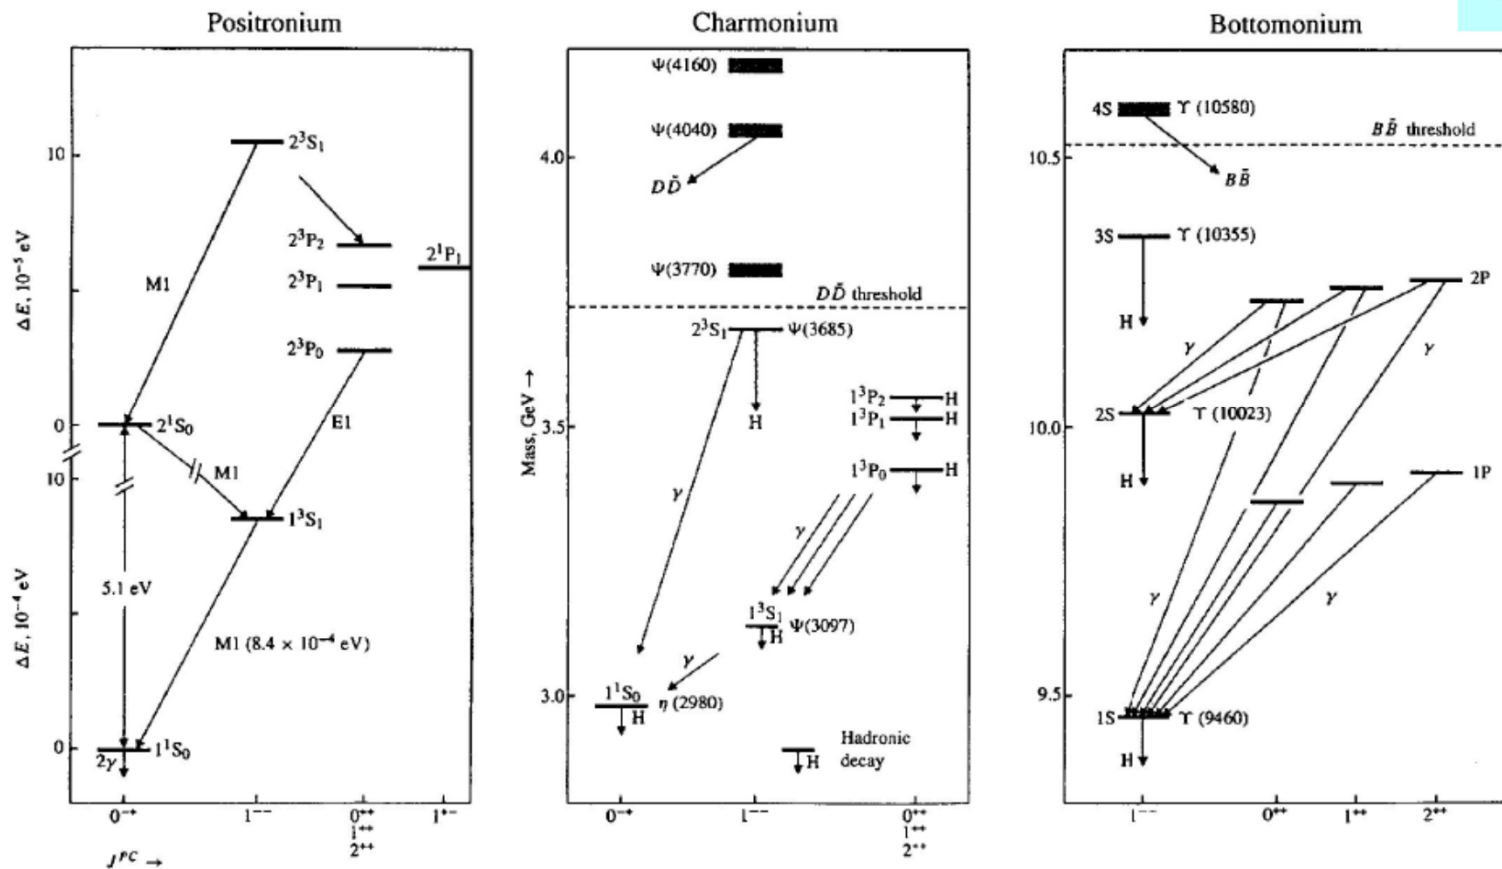 Positronium
10
2³S₁
2³P₂
2¹P₁
M1
2³P₁
2³P₀
ΔE, 10⁻⁵ eV
0
2¹S₀
E1
M1
10
1³S₁
5.1 eV
ΔE, 10⁻⁴ eV
M1 (8.4 × 10⁻⁴ eV)
0
1¹S₀
2γ
0⁻⁺
1⁻⁻
0⁺⁺
1⁺⁺
2⁺⁺
1⁺⁻
J^PC →
Charmonium
Ψ(4160)
Ψ(4040)
4.0
DD̄
Ψ(3770)
DD̄ threshold
2³S₁ Ψ(3685)
Mass, GeV →
H
1³P₂ H
1³P₁ H
3.5
1³P₀ H
γ
γ
1³S₁
Ψ(3097)
H
γ
3.0
1¹S₀
η (2980)
H
Hadronic
H decay
0⁻⁺
1⁻⁻
0⁺⁺
1⁺⁺
2⁺⁺
Bottomonium
4S ϒ (10580)
BB̄ threshold
10.5
BB̄
3S ϒ (10355)
2P
H
γ
γ
2S ϒ (10023)
10.0
H
1P
γ
γ
9.5
1S ϒ (9460)
H
1⁻⁻
0⁺⁺
1⁺⁺
2⁺⁺